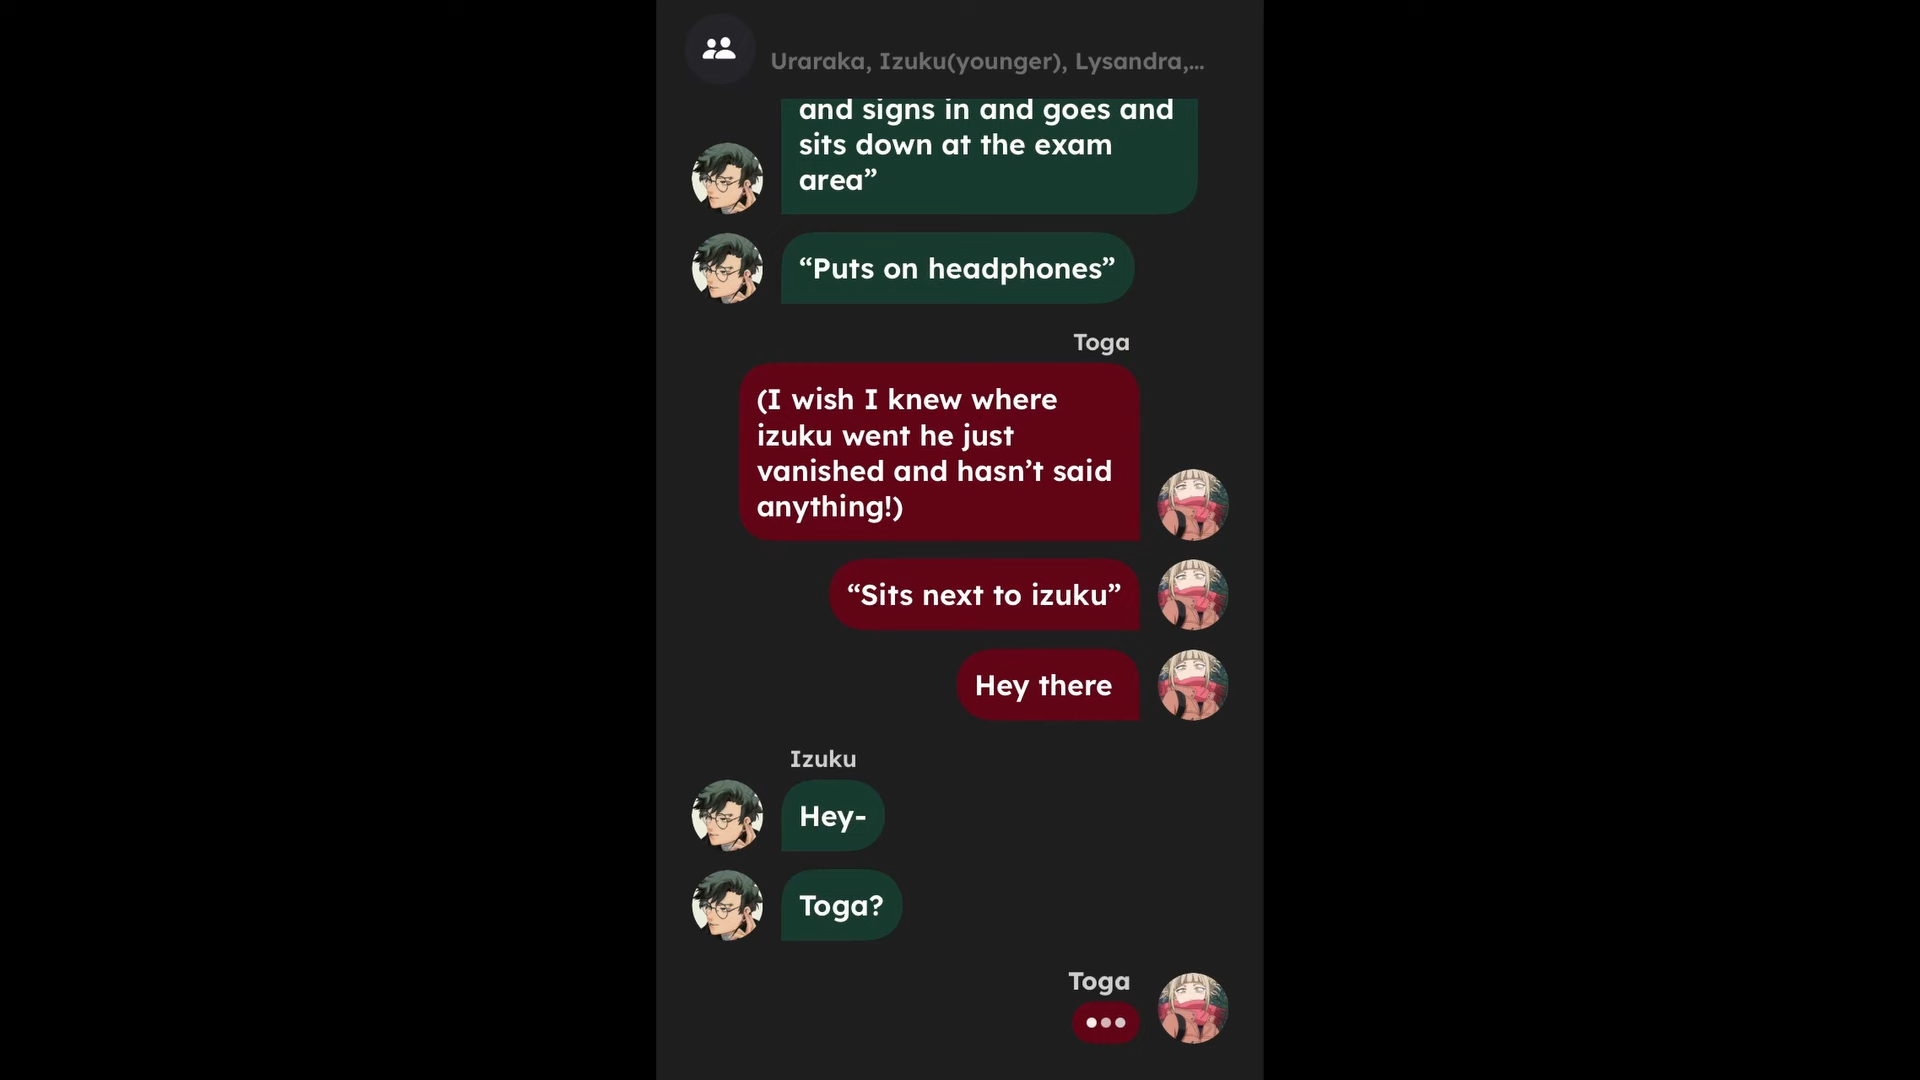 Uraraka, Izuku(younger), Lysandra,...
and signs in and goes and
sits down at the exam
area”
“Puts on headphones”
Toga
(I wish I knew where
izuku went he just
vanished and hasn’t said
anything!)
“Sits next to izuku”
Hey there
Izuku
Hey-
Toga?
Toga